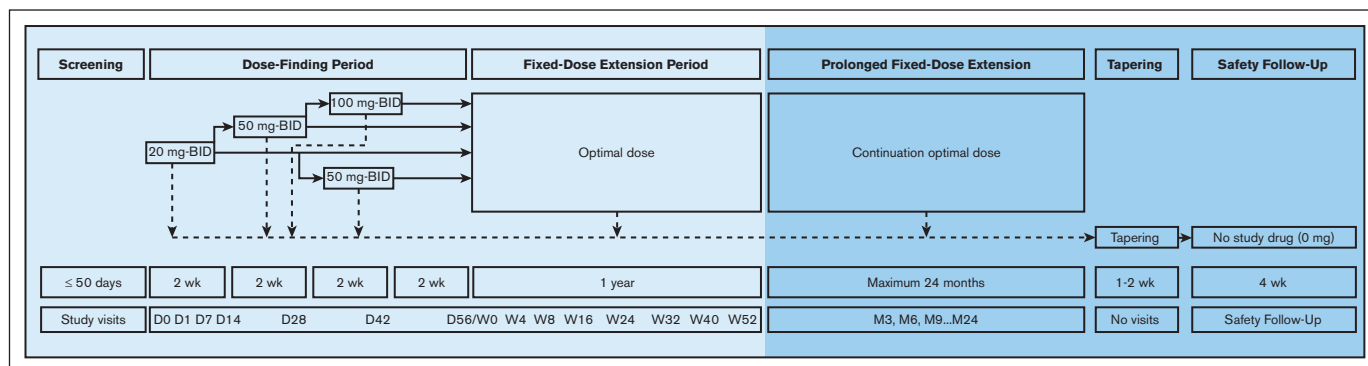 Screening
Dose-Finding Period
Fixed-Dose Extension Period
Prolonged Fixed-Dose Extension
Tapering
Safety Follow-Up
100 mg-BID
50 mg-BID
20 mg-BID
50 mg-BID
Optimal dose
Continuation optimal dose
Tapering
No study drug (0 mg)
≤ 50 days
2 wk
2 wk
2 wk
2 wk
1 year
Maximum 24 months
1-2 wk
4 wk
Study visits
D0 D1 D7 D14 D28 D42 D56/W0 W4 W8 W16 W24 W32 W40 W52
M3, M6, M9...M24
No visits
Safety Follow-Up